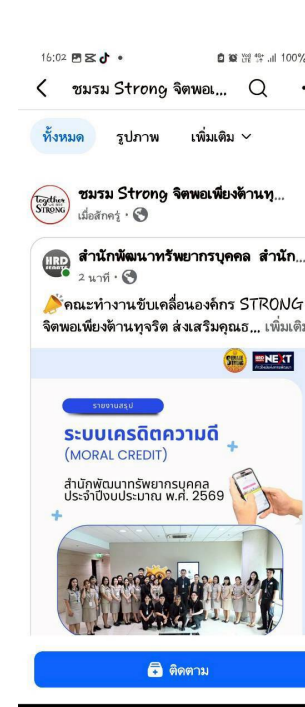 16:02
100%
ชมรม Strong จิตพอเ...
ทั้งหมด รูปภาพ เพิ่มเติม
Together
STRONG
ชมรม Strong จิตพอเพียงต้านทุ...
เมื่อสักครู่ ·
HRD
สำนักพัฒนาทรัพยากรบุคคล สำนัก...
2 นาที ·
คณะทำงานขับเคลื่อนองค์กร STRONG
จิตพอเพียงต้านทุจริต ส่งเสริมคุณธ... เพิ่มเติม
STRONG NEXT
รายงานสรุป
ระบบเครดิตความดี
(MORAL CREDIT)
สำนักพัฒนาทรัพยากรบุคคล
ประจำปีงบประมาณ พ.ศ. 2569
ติดตาม